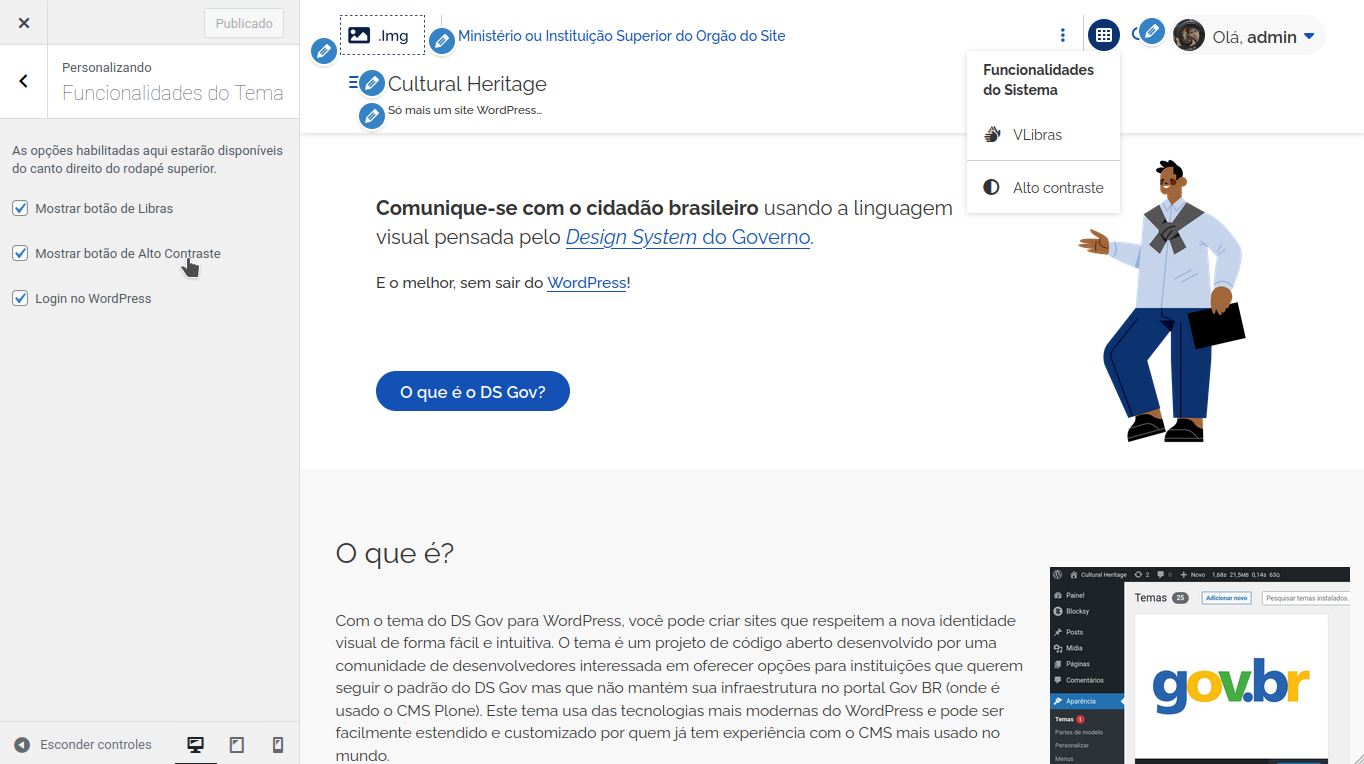 Publicado
Personalizando
Funcionalidades do Tema
As opções habilitadas aqui estarão disponíveis
do canto direito do rodapé superior.
Mostrar botão de Libras
Mostrar botão de Alto Contraste
Login no WordPress
Esconder controles
.Img
Ministério ou Instituição Superior do Orgão do Site
Olá, admin
Cultural Heritage
Só mais um site WordPress...
Funcionalidades
do Sistema
VLibras
Alto contraste
Comunique-se com o cidadão brasileiro usando a linguagem
visual pensada pelo Design System do Governo.
E o melhor, sem sair do WordPress!
O que é o DS Gov?
O que é?
Com o tema do DS Gov para WordPress, você pode criar sites que respeitem a nova identidade
visual de forma fácil e intuitiva. O tema é um projeto de código aberto desenvolvido por uma
comunidade de desenvolvedores interessada em oferecer opções para instituições que querem
seguir o padrão do DS Gov mas que não mantém sua infraestrutura no portal Gov BR (onde é
usado o CMS Plone). Este tema usa das tecnologias mais modernas do WordPress e pode ser
facilmente estendido e customizado por quem já tem experiência com o CMS mais usado no
mundo.
Cultural Heritage 2 0 Novo 1,68s 21,5MB 0,14s 63Q
Painel
Blocksy
Posts
Mídia
Páginas
Comentários
Aparência
Temas 1
Partes de modelo
Personalizar
Menus
Temas 25 Adicionar novo Pesquisar temas instalados...
gov.br